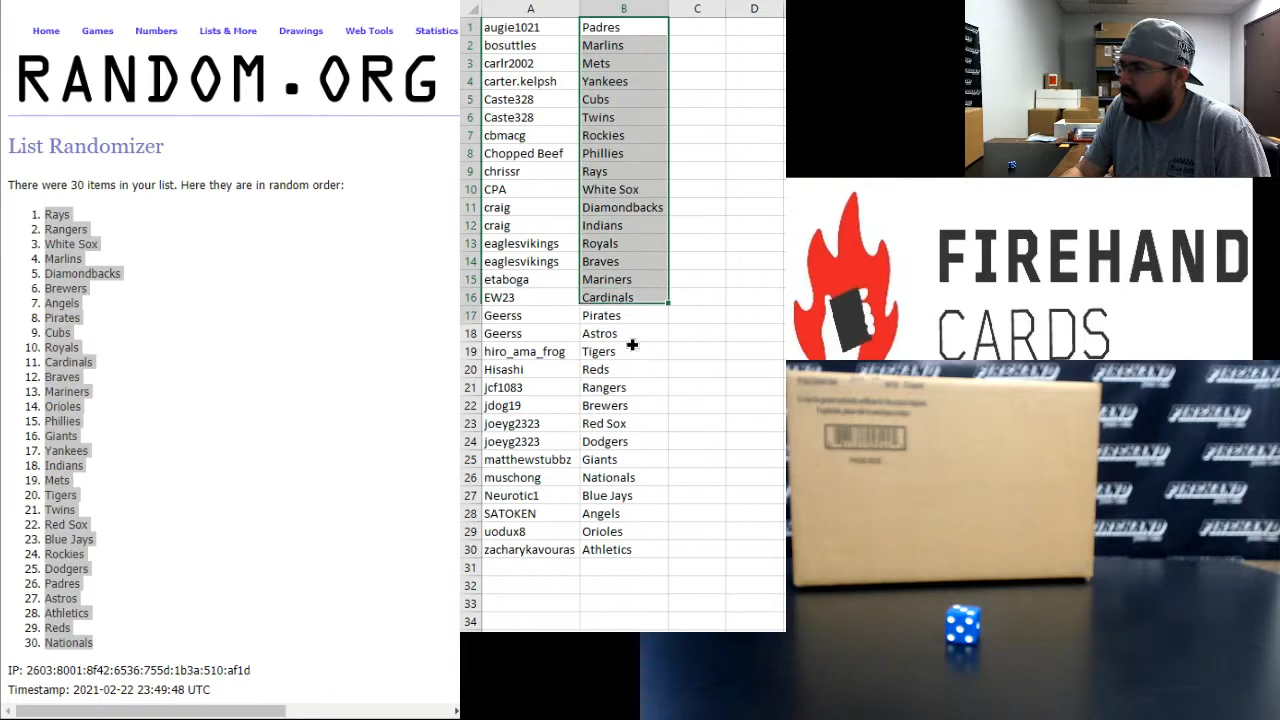 Home Games Numbers Lists & More Drawings Web Tools Statistics
RANDOM.ORG
List Randomizer
There were 30 items in your list. Here they are in random order:
1. Rays
2. Rangers
3. White Sox
4. Marlins
5. Diamondbacks
6. Brewers
7. Angels
8. Pirates
9. Cubs
10. Royals
11. Cardinals
12. Braves
13. Mariners
14. Orioles
15. Phillies
16. Giants
17. Yankees
18. Indians
19. Mets
20. Tigers
21. Twins
22. Red Sox
23. Blue Jays
24. Rockies
25. Dodgers
26. Padres
27. Astros
28. Athletics
29. Reds
30. Nationals
IP: 2603:8001:8f42:6536:755d:1b3a:510:af1d
Timestamp: 2021-02-22 23:49:48 UTC
A B C D
1 augie1021 Padres
2 bosuttles Marlins
3 carlr2002 Mets
4 carter.kelpsh Yankees
5 Caste328 Cubs
6 Caste328 Twins
7 cbmacg Rockies
8 Chopped Beef Phillies
9 chrissr Rays
10 CPA White Sox
11 craig Diamondbacks
12 craig Indians
13 eaglesvikings Royals
14 eaglesvikings Braves
15 etaboga Mariners
16 EW23 Cardinals
17 Geerss Pirates
18 Geerss Astros
19 hiro_ama_frog Tigers
20 Hisashi Reds
21 jcf1083 Rangers
22 jdog19 Brewers
23 joeyg2323 Red Sox
24 joeyg2323 Dodgers
25 matthewstubbz Giants
26 muschong Nationals
27 Neurotic1 Blue Jays
28 SATOKEN Angels
29 uodux8 Orioles
30 zacharykavouras Athletics
31
32
33
34
FIREHAND
CARDS
FIREHAND
FIREHAND
FIREHAND
FIREHAND